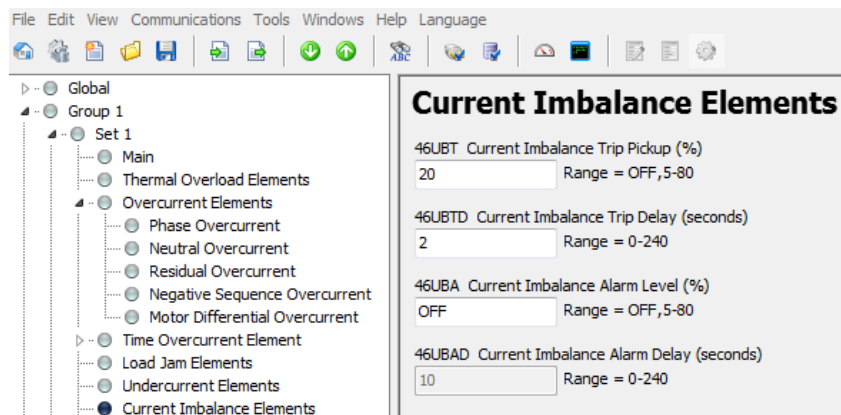 File Edit View Communications Tools Windows Help Language
ABC
Global
Group 1
Set 1
Main
Thermal Overload Elements
Overcurrent Elements
Phase Overcurrent
Neutral Overcurrent
Residual Overcurrent
Negative Sequence Overcurrent
Motor Differential Overcurrent
Time Overcurrent Element
Load Jam Elements
Undercurrent Elements
Current Imbalance Elements
Current Imbalance Elements
46UBT Current Imbalance Trip Pickup (%)
20 Range = OFF,5-80
46UBTD Current Imbalance Trip Delay (seconds)
2 Range = 0-240
46UBA Current Imbalance Alarm Level (%)
OFF Range = OFF,5-80
46UBAD Current Imbalance Alarm Delay (seconds)
10 Range = 0-240